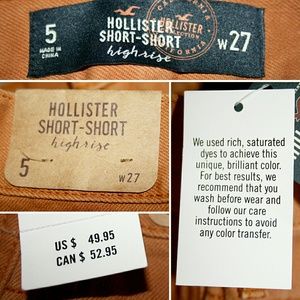 5
MADE IN
CHINA
HOLLISTER
SHORT-SHORT
highrise
CALIFORNIA
HOLLISTER
W 27
HOLLISTER
SHORT-SHORT
highrise
5
W27
US $ 49.95
CAN $ 52.95
We used rich, saturated
dyes to achieve this
unique, brilliant color.
For best results, we
recommend that you
wash before wear and
follow our care
instructions to avoid
any color transfer.